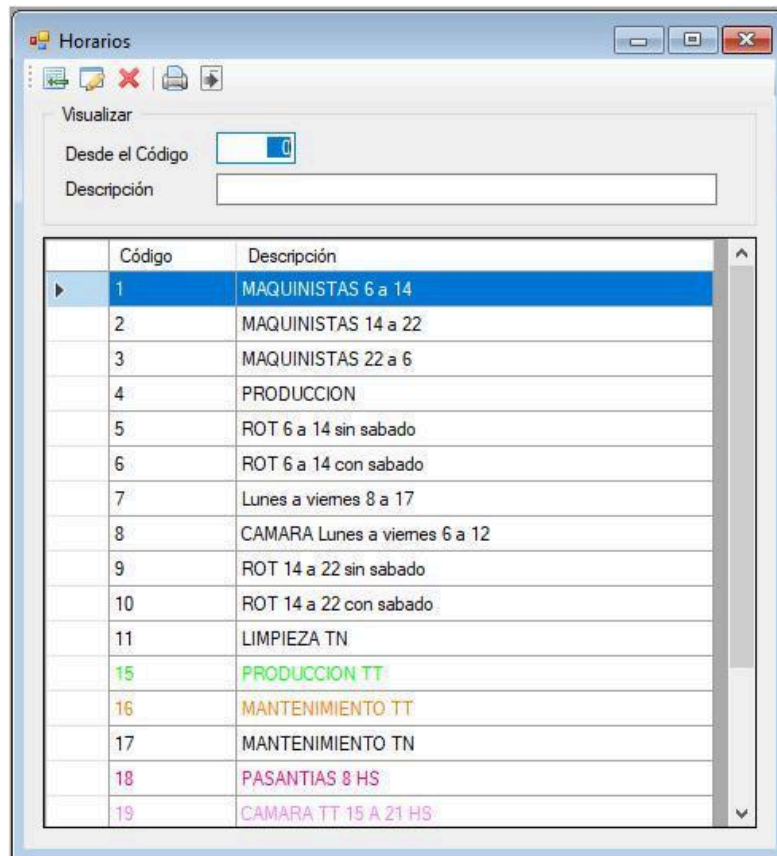 Horarios
Visualizar
Desde el Código 0
Descripción
Código Descripción
1 MAQUINISTAS 6 a 14
2 MAQUINISTAS 14 a 22
3 MAQUINISTAS 22 a 6
4 PRODUCCION
5 ROT 6 a 14 sin sabado
6 ROT 6 a 14 con sabado
7 Lunes a viernes 8 a 17
8 CAMARA Lunes a viernes 6 a 12
9 ROT 14 a 22 sin sabado
10 ROT 14 a 22 con sabado
11 LIMPIEZA TN
15 PRODUCCION TT
16 MANTENIMIENTO TT
17 MANTENIMIENTO TN
18 PASANTIAS 8 HS
19 CAMARA TT 15 A 21 HS